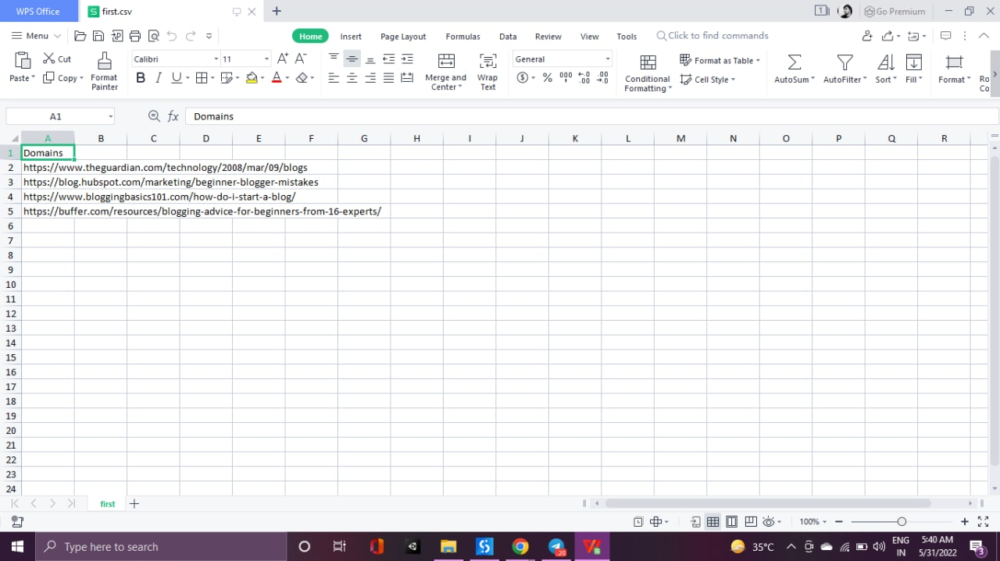 WPS Office
first.csv
Go Premium
Menu
Home
Insert
Page Layout
Formulas
Data
Review
View
Tools
Click to find commands
Paste
Cut
Copy
Format
Painter
Calibri
11
Merge and
Center
Wrap
Text
General
Conditional
Formatting
Format as Table
Cell Style
AutoSum
AutoFilter
Sort
Fill
Format
Ro
Co
A1
fx
Domains
A B C D E F G H I J K L M N O P Q R
1 Domains
2 https://www.theguardian.com/technology/2008/mar/09/blogs
3 https://blog.hubspot.com/marketing/beginner-blogger-mistakes
4 https://www.bloggingbasics101.com/how-do-i-start-a-blog/
5 https://buffer.com/resources/blogging-advice-for-beginners-from-16-experts/
6
7
8
9
10
11
12
13
14
15
16
17
18
19
20
21
22
23
24
first
100%
Type here to search
35°C
ENG
IN
5:40 AM
5/31/2022
3